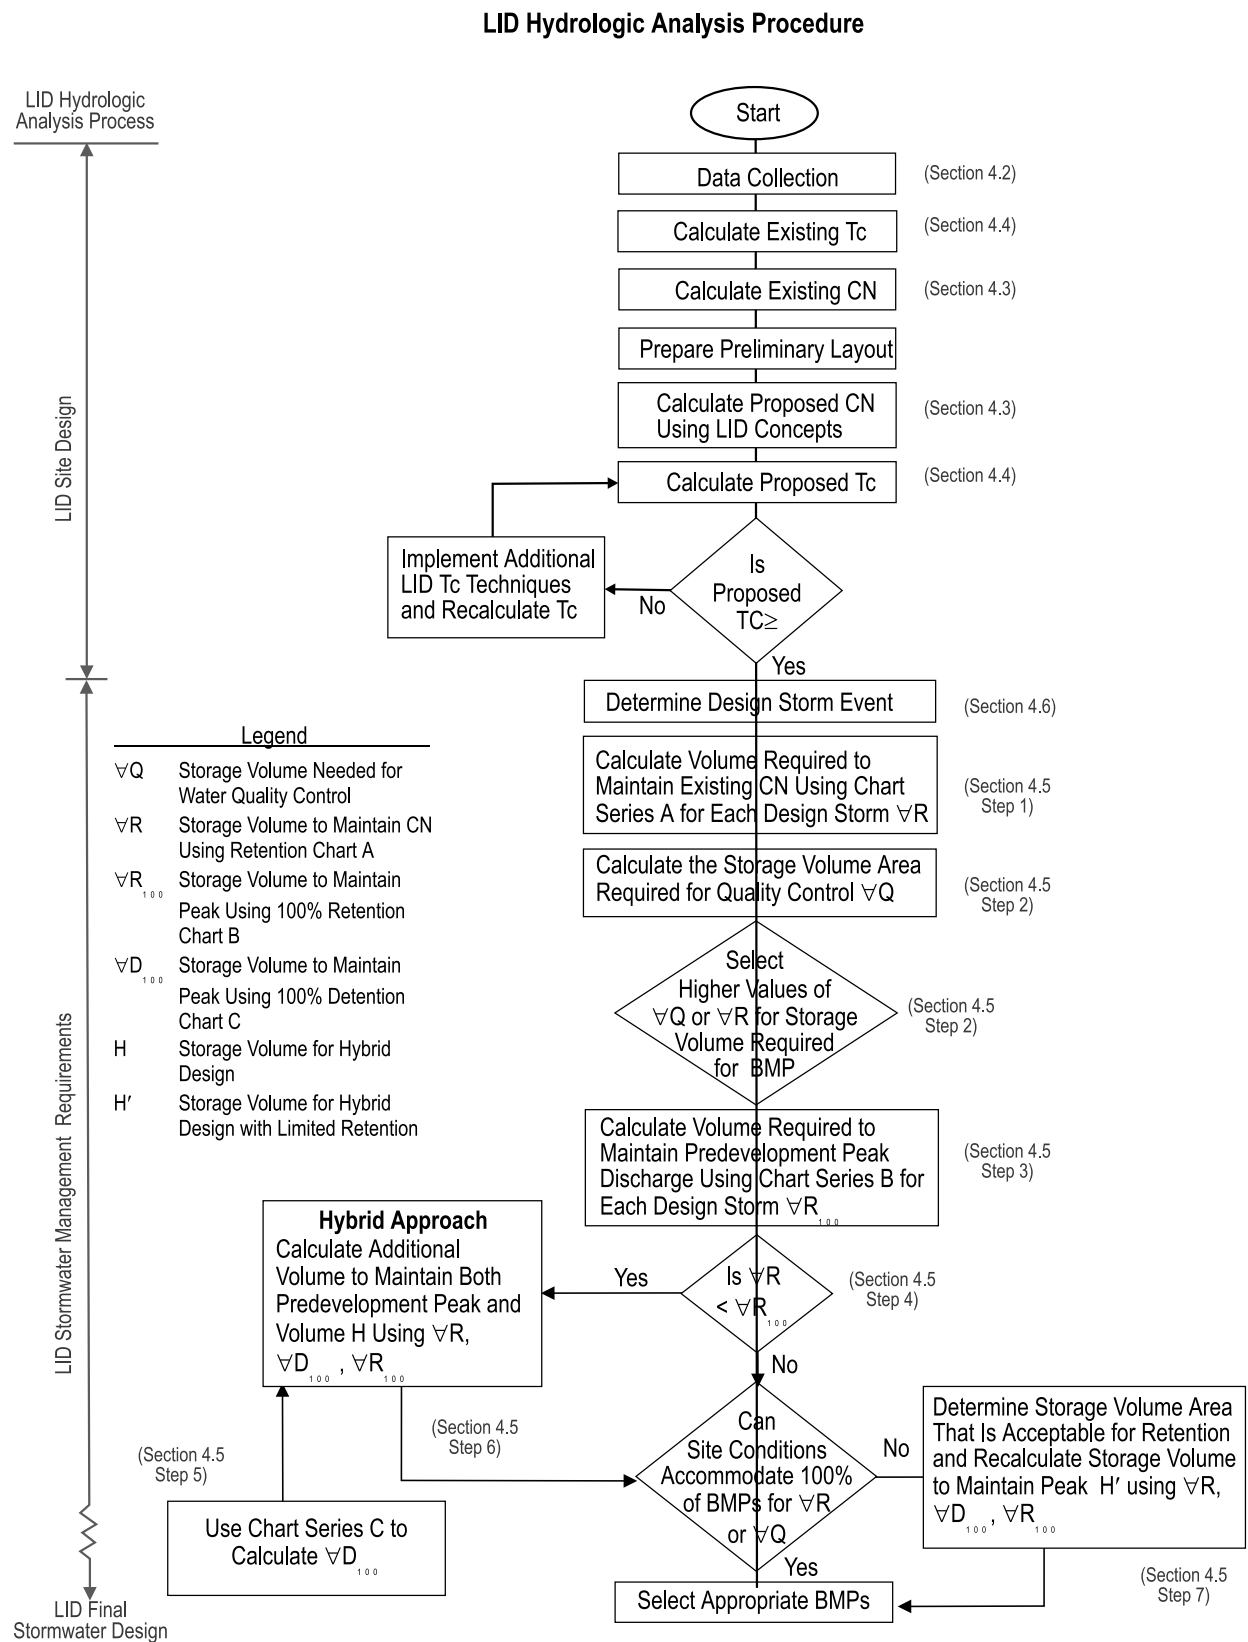 LID Hydrologic Analysis Procedure
LID Hydrologic
Analysis Process
Start
Data Collection
(Section 4.2)
Calculate Existing Tc
(Section 4.4)
Calculate Existing CN
(Section 4.3)
Prepare Preliminary Layout
Calculate Proposed CN
Using LID Concepts
(Section 4.3)
Calculate Proposed Tc
(Section 4.4)
LID Site Design
Implement Additional
LID Tc Techniques
and Recalculate Tc
No
Is
Proposed
TC≥
Yes
Determine Design Storm Event
(Section 4.6)
Calculate Volume Required to
Maintain Existing CN Using Chart
Series A for Each Design Storm ∀R
(Section 4.5
Step 1)
Calculate the Storage Volume Area
Required for Quality Control ∀Q
(Section 4.5
Step 2)
Select
Higher Values of
∀Q or ∀R for Storage
Volume Required
for BMP
(Section 4.5
Step 2)
Legend
∀Q Storage Volume Needed for
Water Quality Control
∀R Storage Volume to Maintain CN
Using Retention Chart A
∀R100 Storage Volume to Maintain
Peak Using 100% Retention
Chart B
∀D100 Storage Volume to Maintain
Peak Using 100% Detention
Chart C
H Storage Volume for Hybrid
Design
H′ Storage Volume for Hybrid
Design with Limited Retention
LID Stormwater Management Requirements
Calculate Volume Required to
Maintain Predevelopment Peak
Discharge Using Chart Series B for
Each Design Storm ∀R100
(Section 4.5
Step 3)
Hybrid Approach
Calculate Additional
Volume to Maintain Both
Predevelopment Peak and
Volume H Using ∀R,
∀D100 , ∀R100
Yes
Is ∀R
< ∀R100
(Section 4.5
Step 4)
No
(Section 4.5
Step 5)
(Section 4.5
Step 6)
Can
Site Conditions
Accommodate 100%
of BMPs for ∀R
or ∀Q
No
Determine Storage Volume Area
That Is Acceptable for Retention
and Recalculate Storage Volume
to Maintain Peak H′ using ∀R,
∀D100 , ∀R100
Use Chart Series C to
Calculate ∀D100
Yes
Select Appropriate BMPs
(Section 4.5
Step 7)
LID Final
Stormwater Design